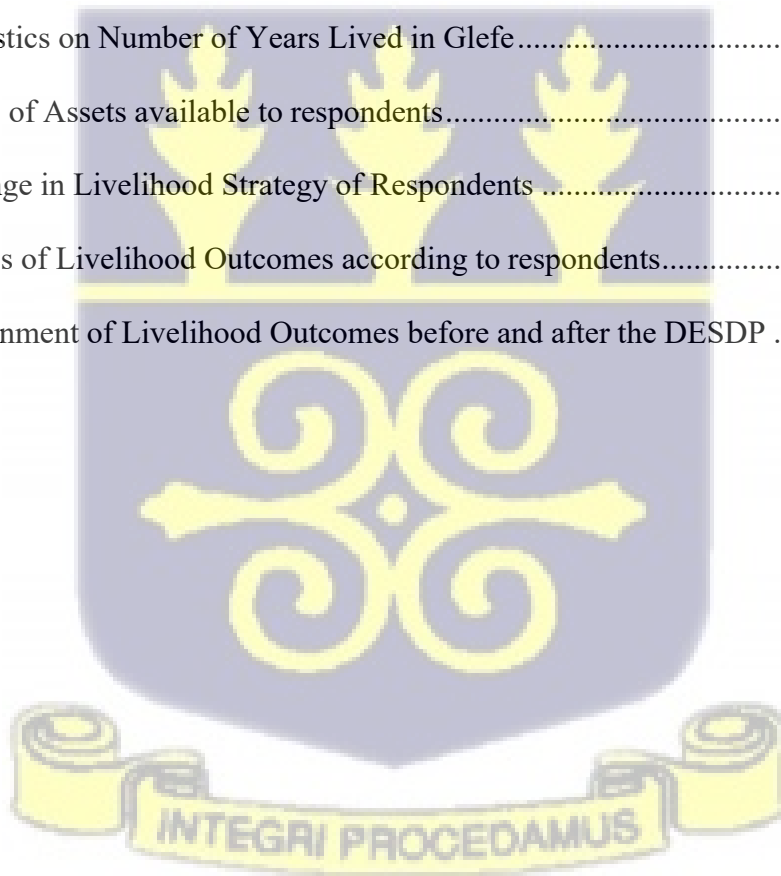 stics on Number of Years Lived in Glefe................................
of Assets available to respondents..........................................
nge in Livelihood Strategy of Respondents ..............................
s of Livelihood Outcomes according to respondents...............
nment of Livelihood Outcomes before and after the DESDP .
INTEGRI PROCEDAMUS